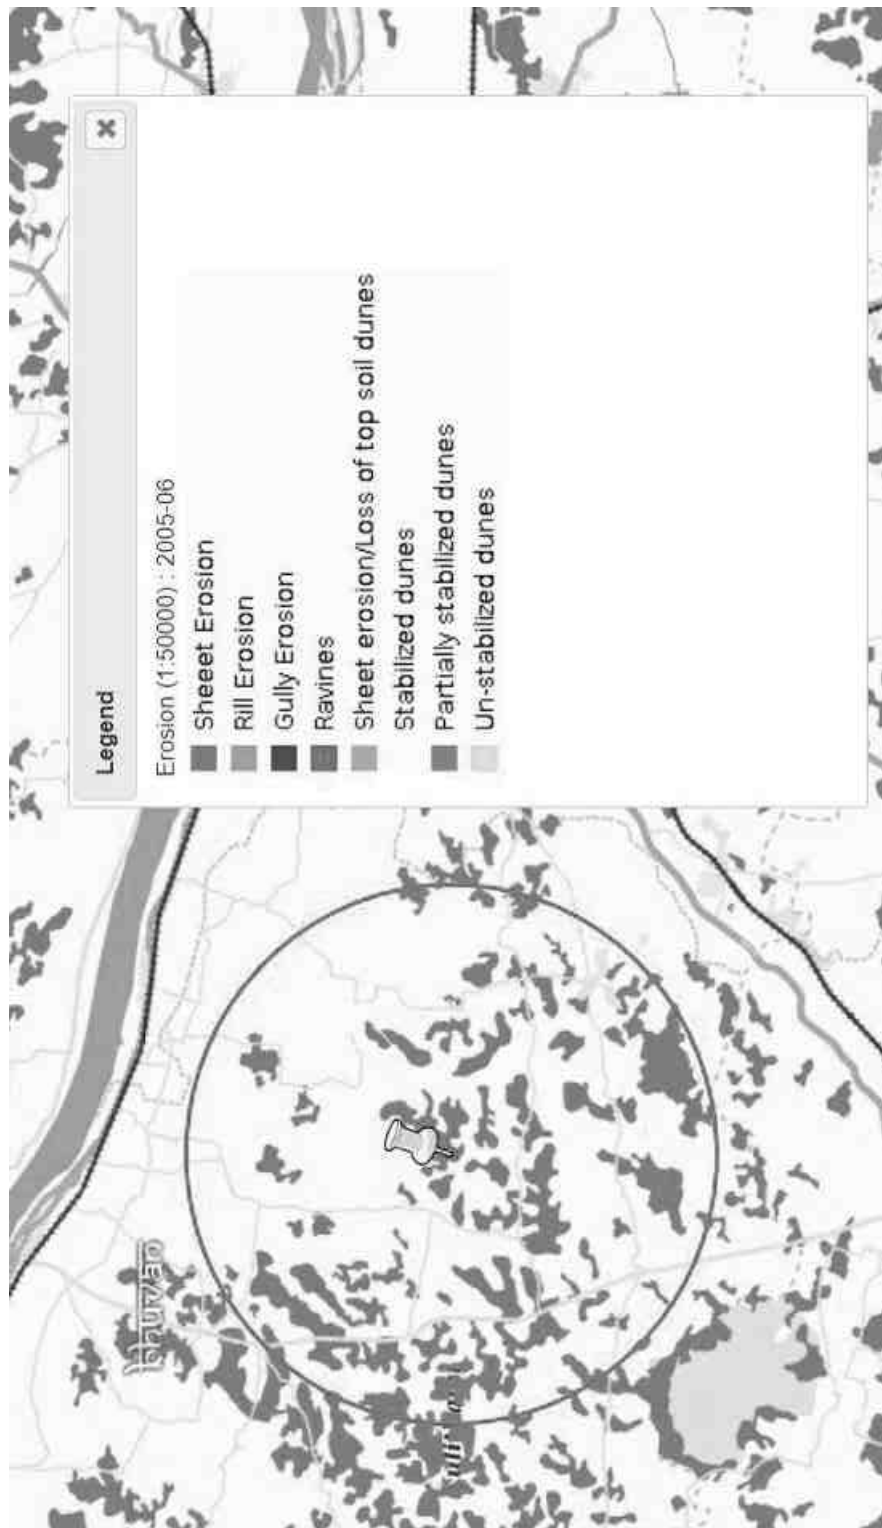 Legend
Erosion (1:50000) : 2005-06
Sheeet Erosion
Rill Erosion
Gully Erosion
Ravines
Sheet erosion/Loss of top soil dunes
Stabilized dunes
Partially stabilized dunes
Un-stabilized dunes